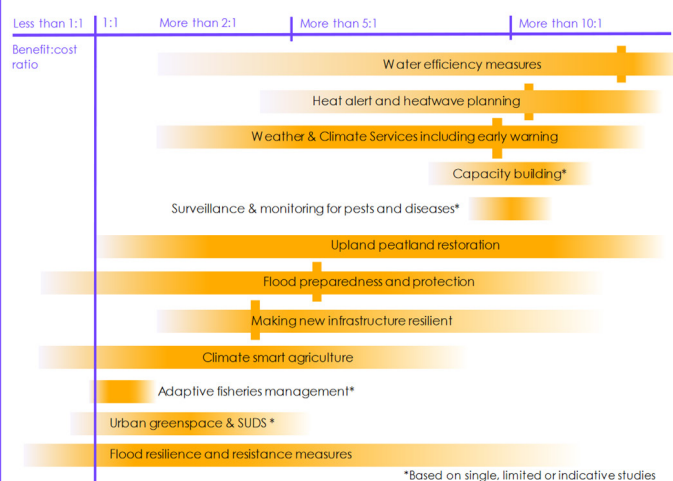 Less than 1:1 1:1 More than 2:1 More than 5:1 More than 10:1
Benefit:cost
ratio
Water efficiency measures
Heat alert and heatwave planning
Weather & Climate Services including early warning
Capacity building*
Surveillance & monitoring for pests and diseases*
Upland peatland restoration
Flood preparedness and protection
Making new infrastructure resilient
Climate smart agriculture
Adaptive fisheries management*
Urban greenspace & SUDS *
Flood resilience and resistance measures
*Based on single, limited or indicative studies